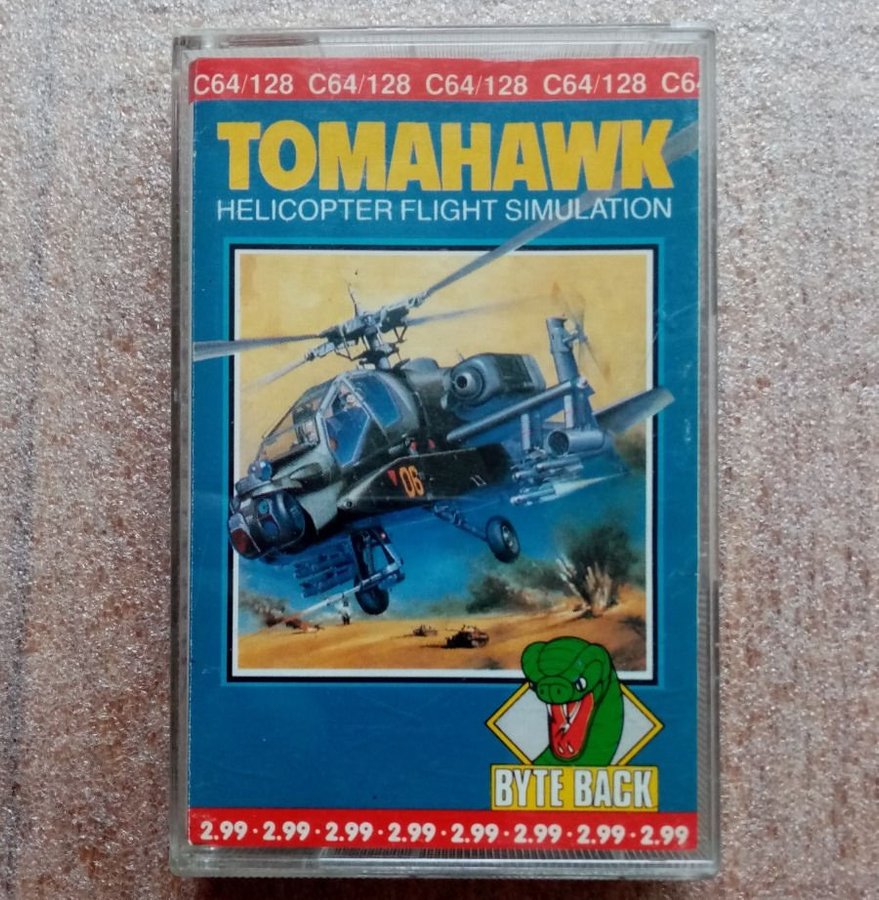 C64/128 C64/128 C64/128 C64/128 C6
TOMAHAWK
HELICOPTER FLIGHT SIMULATION
06
BYTE BACK
2.99 · 2.99 · 2.99 · 2.99 · 2.99 · 2.99 · 2.99 · 2.99